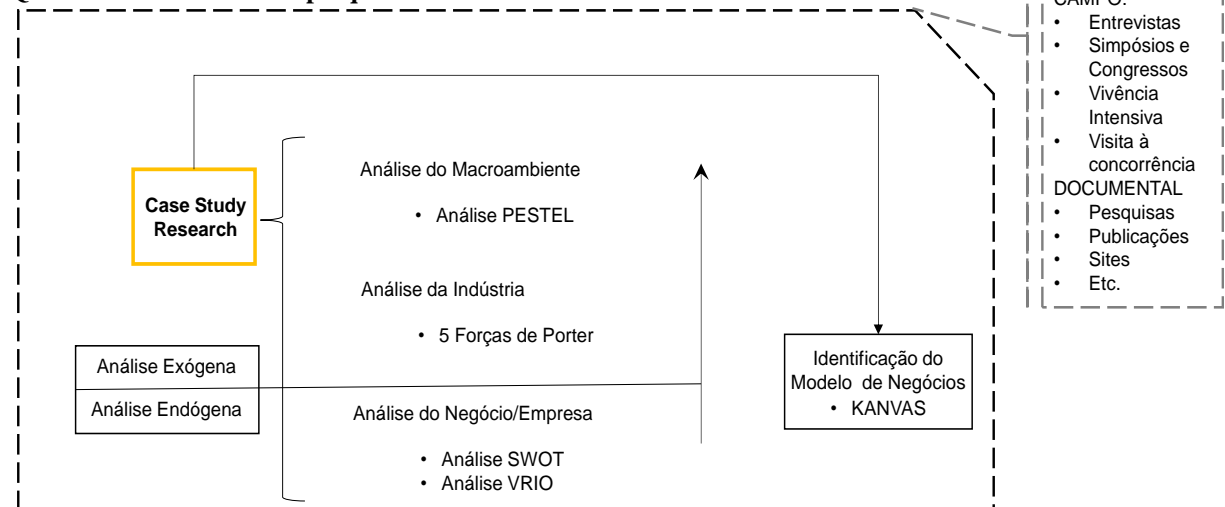 CAMPO:
• Entrevistas
• Simpósios e
Congressos
• Vivência
Intensiva
• Visita à
concorrência
DOCUMENTAL
• Pesquisas
• Publicações
• Sites
• Etc.
Análise do Macroambiente
• Análise PESTEL
Case Study
Research
Análise da Indústria
• 5 Forças de Porter
Análise Exógena
Análise Endógena
Análise do Negócio/Empresa
• Análise SWOT
• Análise VRIO
Identificação do
Modelo de Negócios
• KANVAS